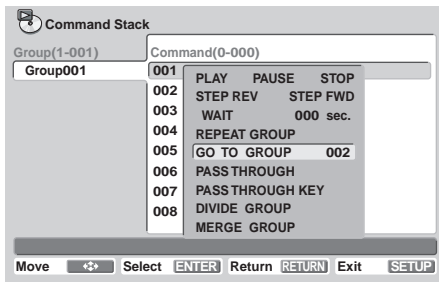 Command Stack
Group(1-001) Command(0-000)
Group001 001
002
003
004
005
006
007
008
PLAY PAUSE STOP
STEP REV STEP FWD
WAIT 000 sec.
REPEAT GROUP
GO TO GROUP 002
PASS THROUGH
PASS THROUGH KEY
DIVIDE GROUP
MERGE GROUP
Move Select ENTER Return RETURN Exit SETUP